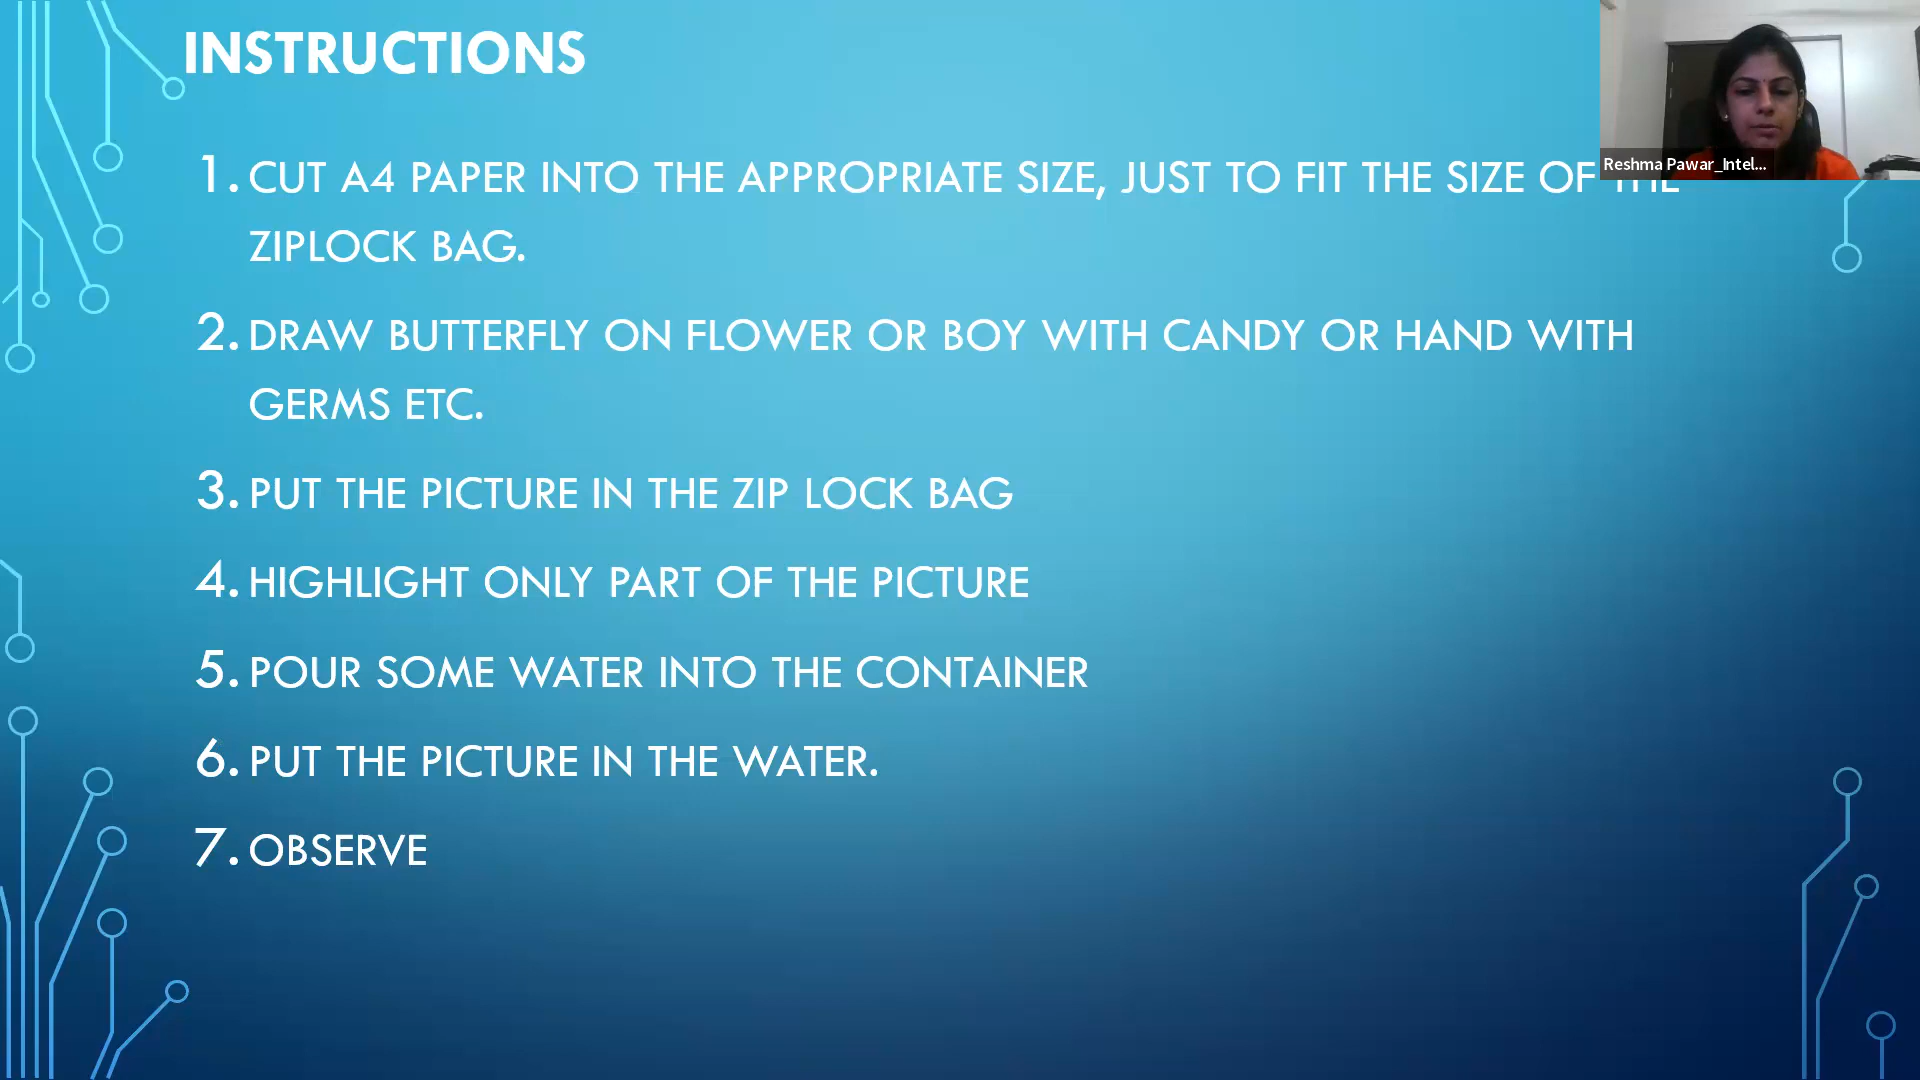 INSTRUCTIONS
1. CUT A4 PAPER INTO THE APPROPRIATE SIZE, JUST TO FIT THE SIZE OF THE
ZIPLOCK BAG.
2. DRAW BUTTERFLY ON FLOWER OR BOY WITH CANDY OR HAND WITH
GERMS ETC.
3. PUT THE PICTURE IN THE ZIP LOCK BAG
4. HIGHLIGHT ONLY PART OF THE PICTURE
5. POUR SOME WATER INTO THE CONTAINER
6. PUT THE PICTURE IN THE WATER.
7. OBSERVE
Reshma Pawar_Intel...